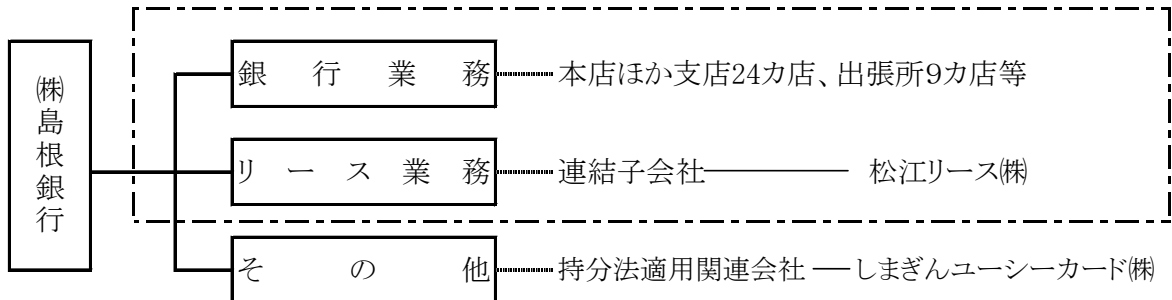 ㈱島根銀行
銀行業務 本店ほか支店24カ店、出張所9カ店等
リース業務 連結子会社 松江リース㈱
その他 持分法適用関連会社 しまぎんユーシーカード㈱